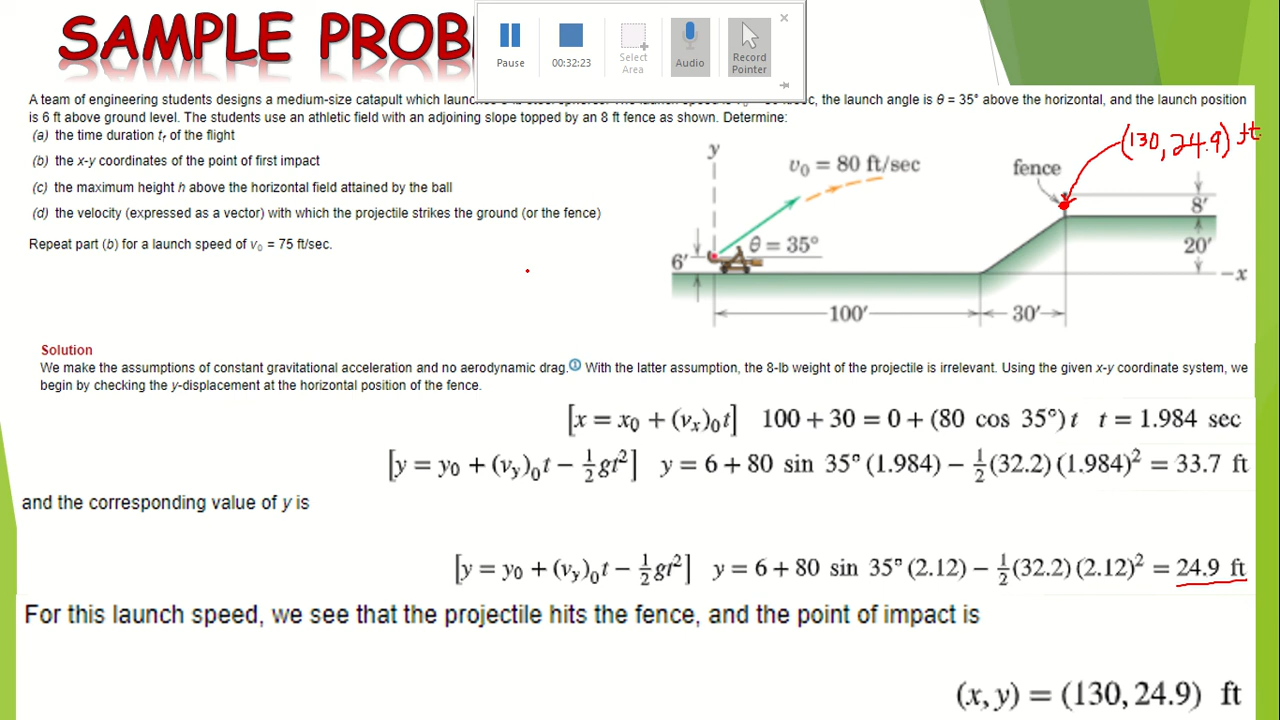 SAMPLE PROB
Pause
00:32:23
Select
Area
Audio
Record
Pointer
A team of engineering students designs a medium-size catapult which launches, the launch angle is θ = 35° above the horizontal, and the launch position
is 6 ft above ground level. The students use an athletic field with an adjoining slope topped by an 8 ft fence as shown. Determine:
(a) the time duration tf of the flight
(b) the x-y coordinates of the point of first impact
(c) the maximum height h above the horizontal field attained by the ball
(d) the velocity (expressed as a vector) with which the projectile strikes the ground (or the fence)
Repeat part (b) for a launch speed of v₀ = 75 ft/sec.
(130, 24.9) ft
y
v₀ = 80 ft/sec
fence
8′
θ = 35°
6′
20′
–x
100′
30′
Solution
We make the assumptions of constant gravitational acceleration and no aerodynamic drag.① With the latter assumption, the 8-lb weight of the projectile is irrelevant. Using the given x-y coordinate system, we
begin by checking the y-displacement at the horizontal position of the fence.
[x = x₀ + (vₓ)₀t] 100 + 30 = 0 + (80 cos 35°) t t = 1.984 sec
[y = y₀ + (v_y)₀t − ½gt²] y = 6 + 80 sin 35° (1.984) − ½(32.2)(1.984)² = 33.7 ft
and the corresponding value of y is
[y = y₀ + (v_y)₀t − ½gt²] y = 6 + 80 sin 35° (2.12) − ½(32.2)(2.12)² = 24.9 ft
For this launch speed, we see that the projectile hits the fence, and the point of impact is
(x, y) = (130, 24.9) ft